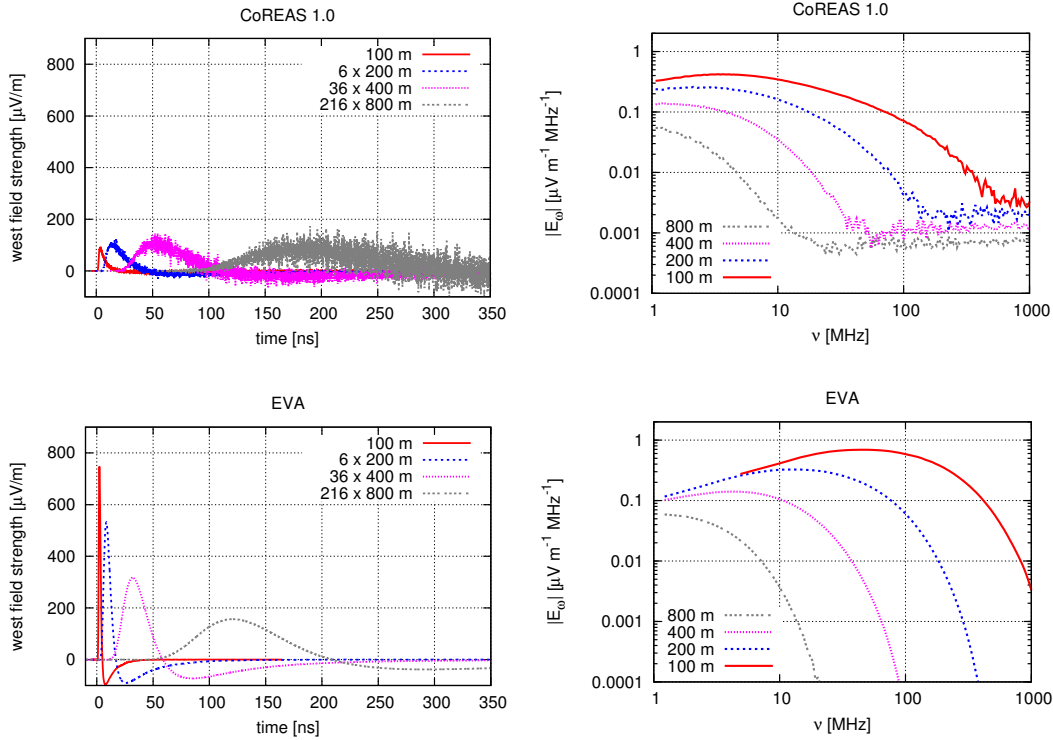 CoREAS 1.0
west field strength [µV/m]
800
600
400
200
0
100 m
6 x 200 m
36 x 400 m
216 x 800 m
0 50 100 150 200 250 300 350
time [ns]
CoREAS 1.0
|Eω| [µV m-1 MHz-1]
1
0.1
0.01
0.001
0.0001
800 m
400 m
200 m
100 m
1 10 100 1000
ν [MHz]
EVA
west field strength [µV/m]
800
600
400
200
0
100 m
6 x 200 m
36 x 400 m
216 x 800 m
0 50 100 150 200 250 300 350
time [ns]
EVA
|Eω| [µV m-1 MHz-1]
1
0.1
0.01
0.001
0.0001
800 m
400 m
200 m
100 m
1 10 100 1000
ν [MHz]